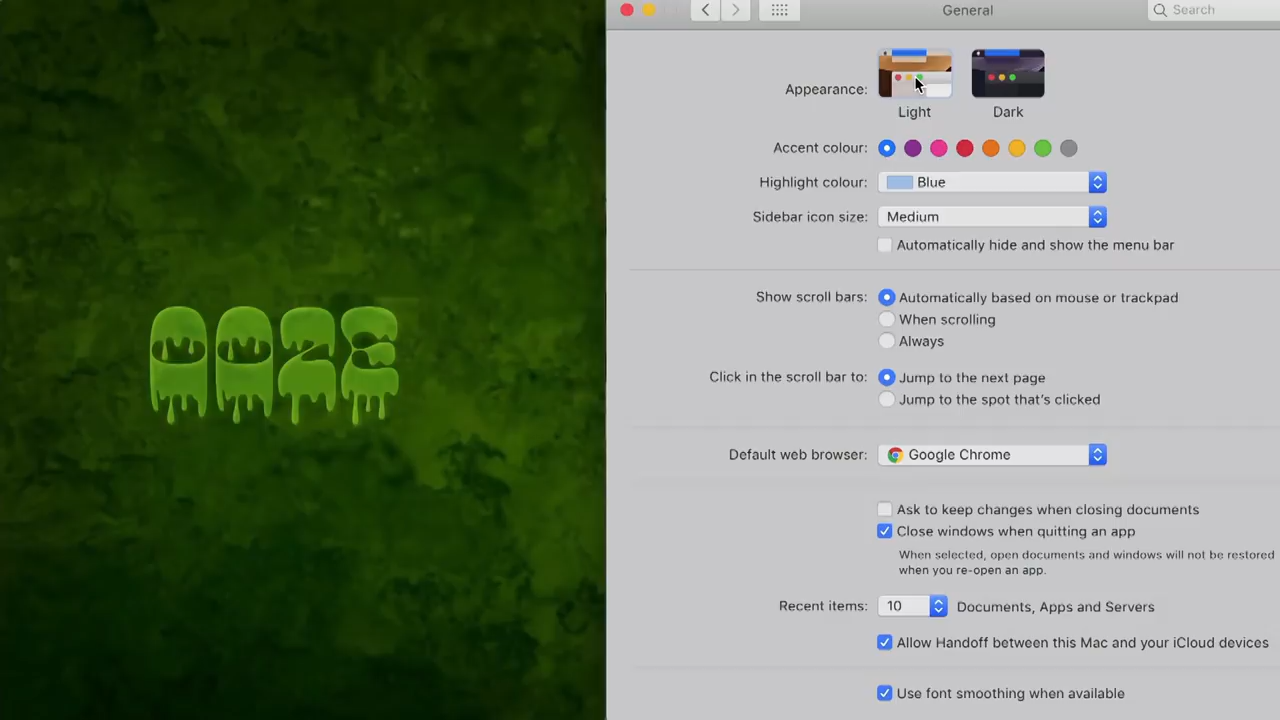 OOZE
General
Search
Appearance:
Light
Dark
Accent colour:
Highlight colour: Blue
Sidebar icon size: Medium
Automatically hide and show the menu bar
Show scroll bars: Automatically based on mouse or trackpad
When scrolling
Always
Click in the scroll bar to: Jump to the next page
Jump to the spot that's clicked
Default web browser: Google Chrome
Ask to keep changes when closing documents
Close windows when quitting an app
When selected, open documents and windows will not be restored
when you re-open an app.
Recent items: 10 Documents, Apps and Servers
Allow Handoff between this Mac and your iCloud devices
Use font smoothing when available